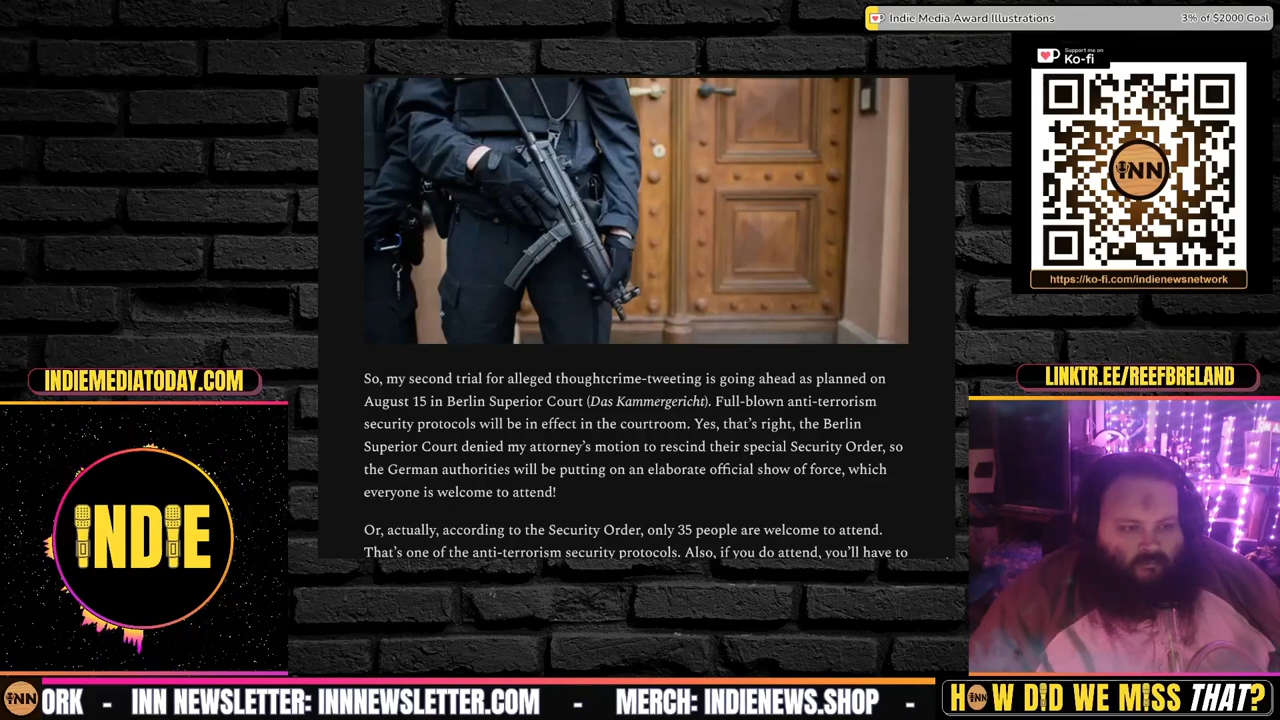 Indie Media Award Illustrations
3% of $2000 Goal
Support me on
Ko-fi
INN
https://ko-fi.com/indienewsnetwork
So, my second trial for alleged thoughtcrime-tweeting is going ahead as planned on
August 15 in Berlin Superior Court (Das Kammergericht). Full-blown anti-terrorism
security protocols will be in effect in the courtroom. Yes, that’s right, the Berlin
Superior Court denied my attorney’s motion to rescind their special Security Order, so
the German authorities will be putting on an elaborate official show of force, which
everyone is welcome to attend!
Or, actually, according to the Security Order, only 35 people are welcome to attend.
That’s one of the anti-terrorism security protocols. Also, if you do attend, you’ll have to
INDIEMEDIATODAY.COM
INDIE
LINKTR.EE/REEFBRELAND
INN
ORK - INN NEWSLETTER: INNNEWSLETTER.COM - MERCH: INDIENEWS.SHOP -
HOW DID WE MISS THAT?